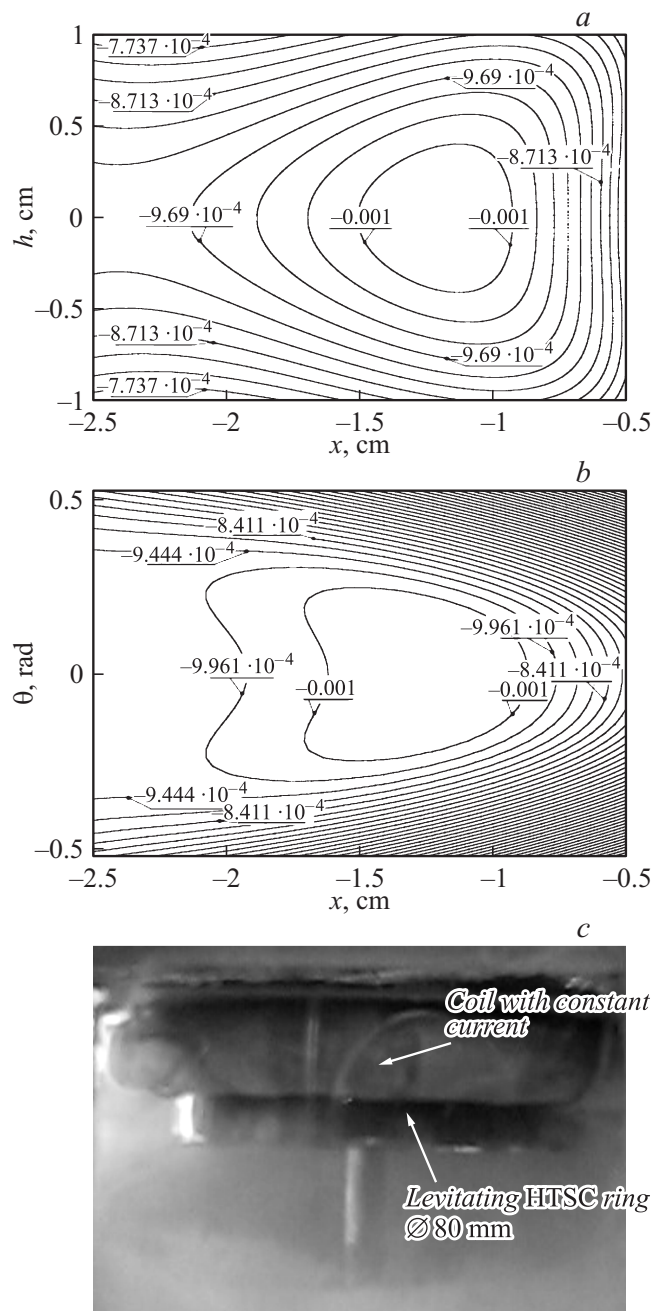 a
1
0.5
0
−0.5
−1
h, cm
−7.737 ·10⁻⁴
−8.713 ·10⁻⁴
−9.69 ·10⁻⁴
−8.713 ·10⁻⁴
−9.69 ·10⁻⁴
−0.001
−0.001
−8.713 ·10⁻⁴
−9.69 ·10⁻⁴
−7.737 ·10⁻⁴
−2.5 −2 −1.5 −1 −0.5
x, cm
b
0.5
0
−0.5
θ, rad
−8.411 ·10⁻⁴
−9.444 ·10⁻⁴
−9.961 ·10⁻⁴
−9.961 ·10⁻⁴
−8.411 ·10⁻⁴
−0.001
−0.001
−9.444 ·10⁻⁴
−8.411 ·10⁻⁴
−2.5 −2 −1.5 −1 −0.5
x, cm
c
Coil with constant
current
Levitating HTSC ring
∅ 80 mm